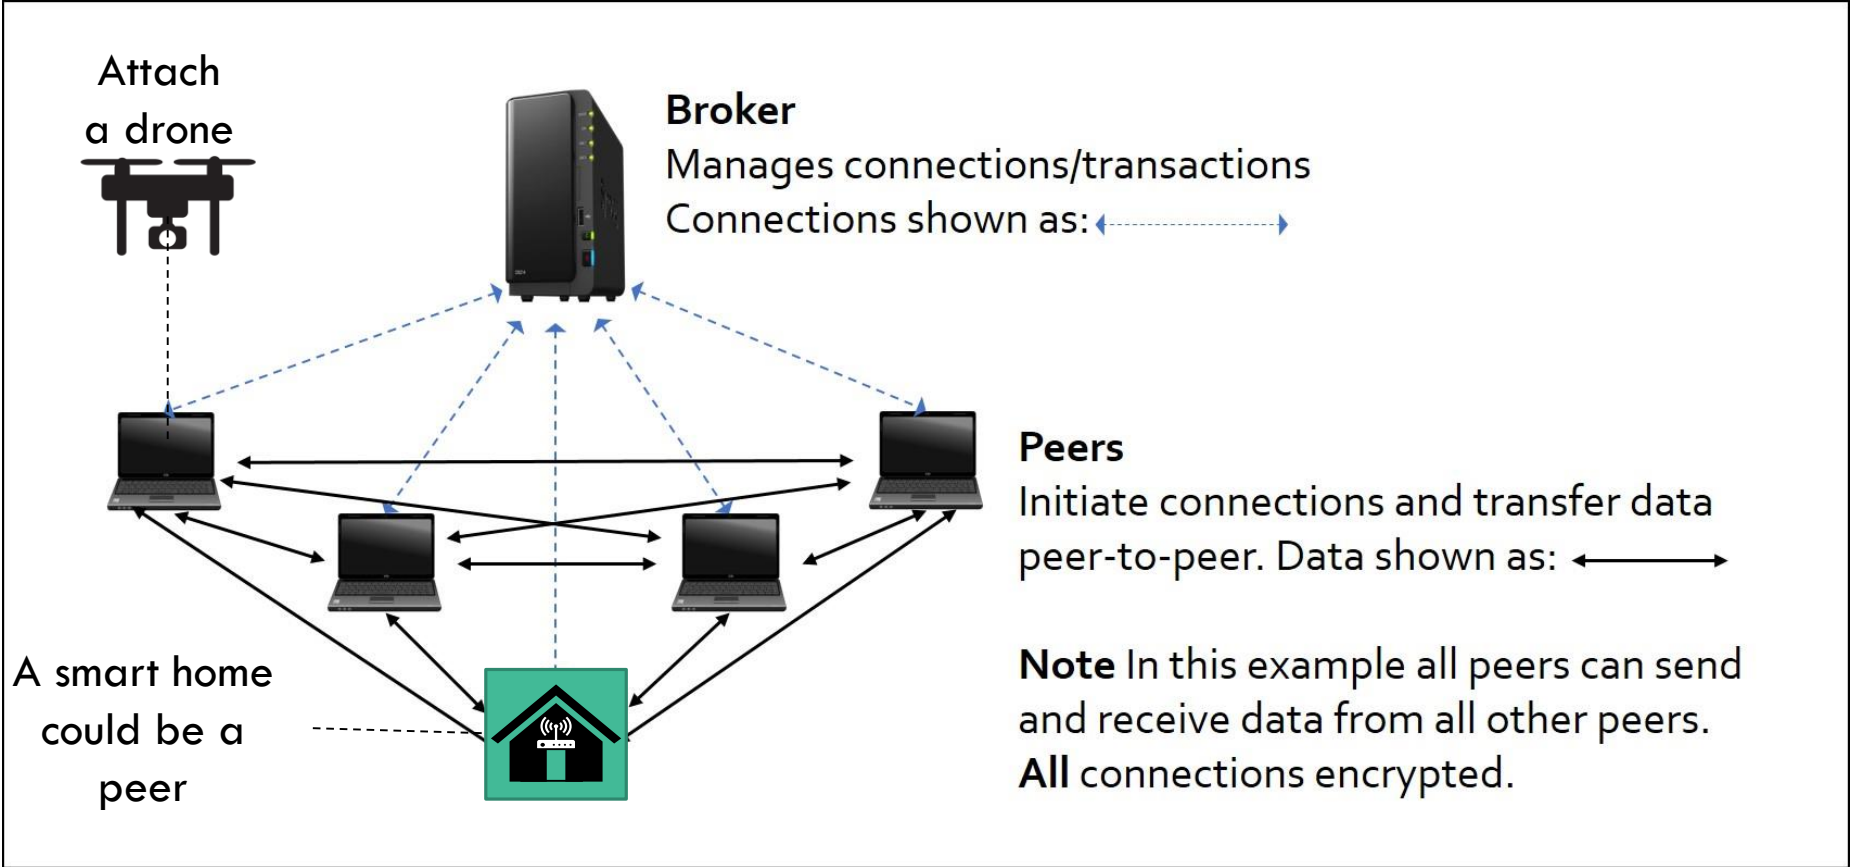 Attach
a drone
Broker
Manages connections/transactions
Connections shown as:
Peers
Initiate connections and transfer data
peer-to-peer. Data shown as:
A smart home
could be a
peer
Note In this example all peers can send
and receive data from all other peers.
All connections encrypted.